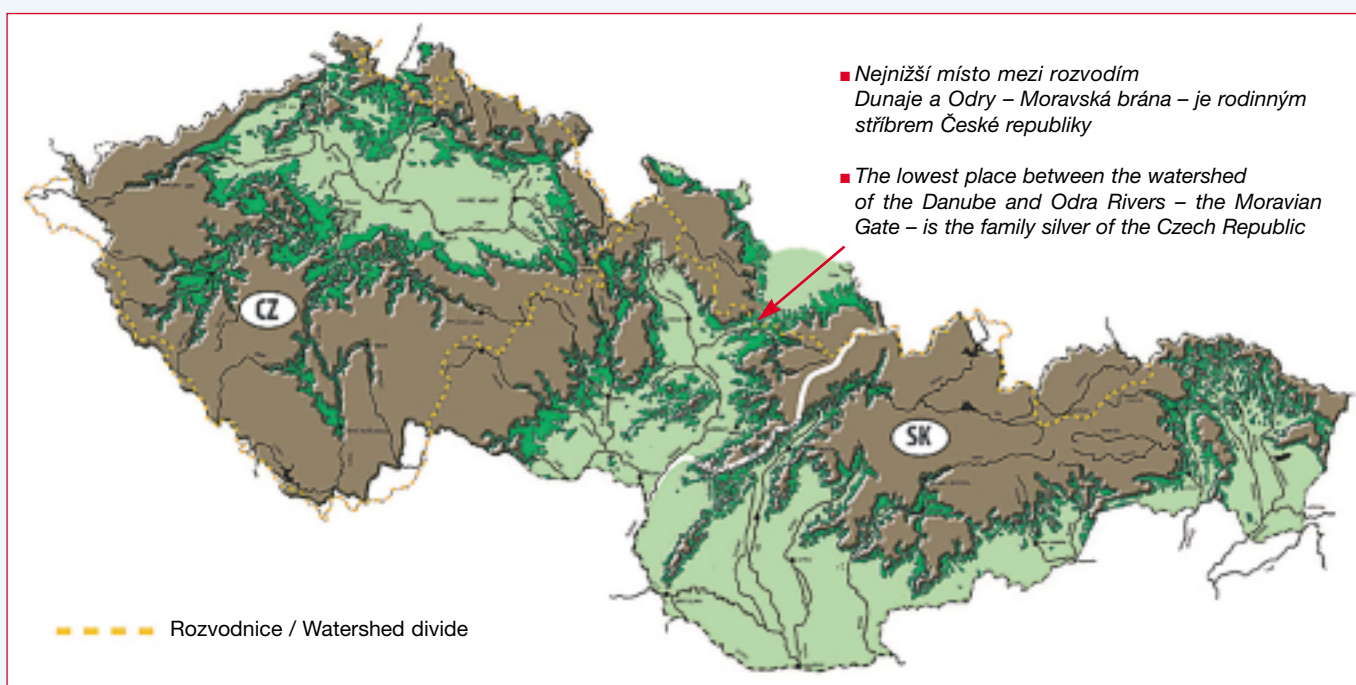 ■ Nejnižší místo mezi rozvodím
Dunaje a Odry – Moravská brána – je rodinným
stříbrem České republiky
■ The lowest place between the watershed
of the Danube and Odra Rivers – the Moravian
Gate – is the family silver of the Czech Republic
CZ
SK
Rozvodnice / Watershed divide